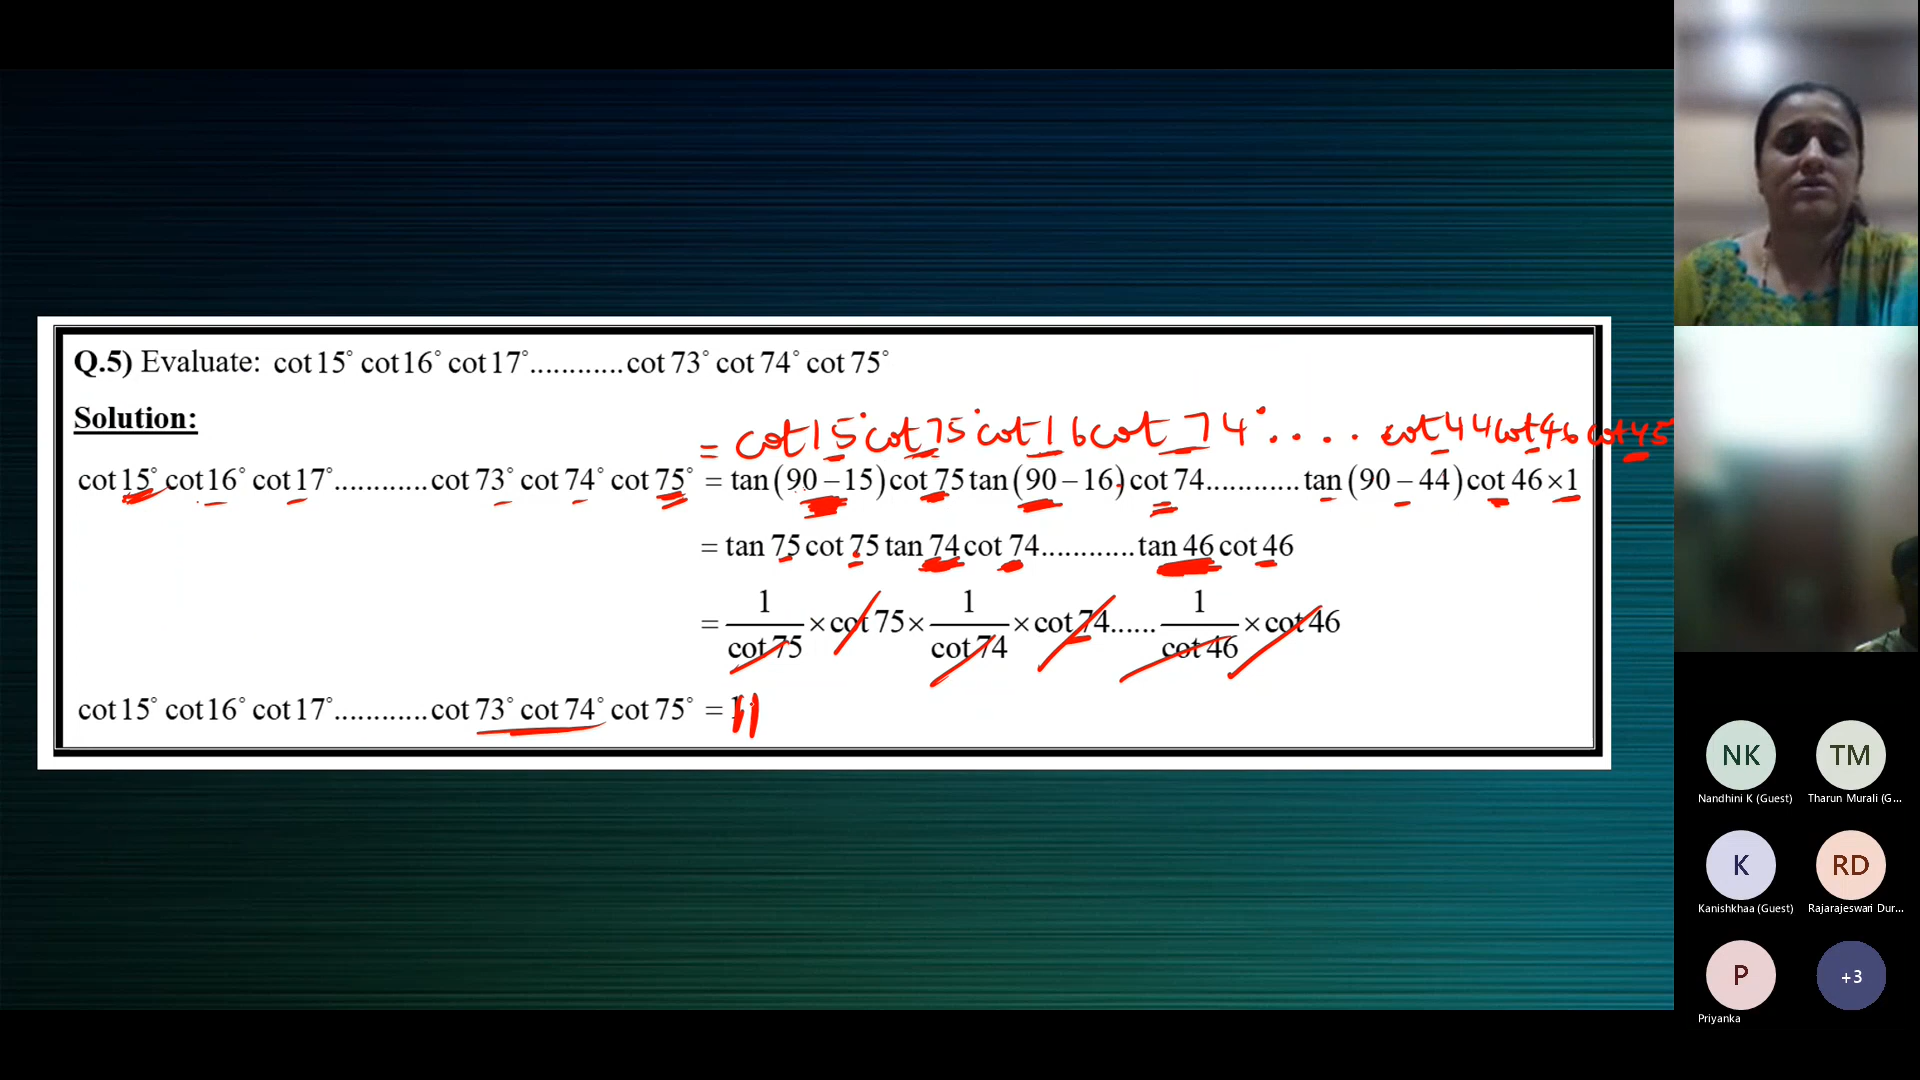 Q.5) Evaluate: cot 15° cot 16° cot 17°............cot 73° cot 74° cot 75°
Solution:
= cot 15° cot 75° cot 16 cot 74° .... cot 44 cot 46 cot 45°
cot 15° cot 16° cot 17°............cot 73° cot 74° cot 75° = tan(90−15)cot 75 tan(90−16)cot 74............tan(90−44)cot 46×1
= tan 75 cot 75 tan 74 cot 74............tan 46 cot 46
= 1/cot 75 × cot 75 × 1/cot 74 × cot 74...... 1/cot 46 × cot 46
cot 15° cot 16° cot 17°............cot 73° cot 74° cot 75° = 1
NK
TM
Nandhini K (Guest)
Tharun Murali (G...
K
RD
Kanishkhaa (Guest)
Rajarajeswari Dur...
P
+3
Priyanka